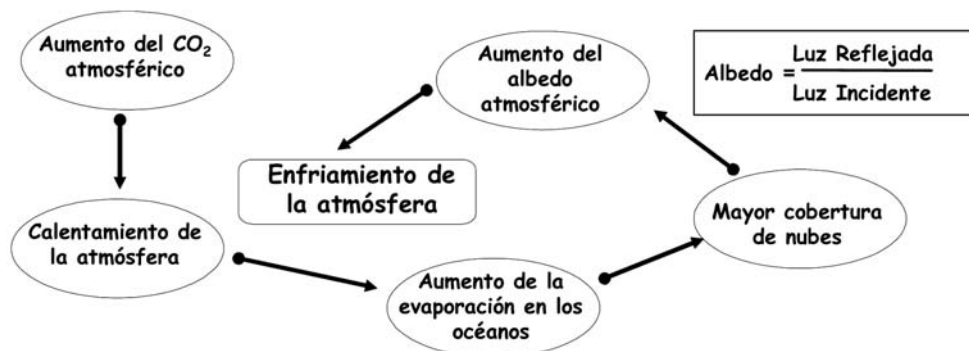 Aumento del CO₂
atmosférico
Aumento del
albedo
atmosférico
Albedo = Luz Reflejada
Luz Incidente
Enfriamiento de
la atmósfera
Calentamiento de
la atmósfera
Mayor cobertura
de nubes
Aumento de la
evaporación en los
océanos